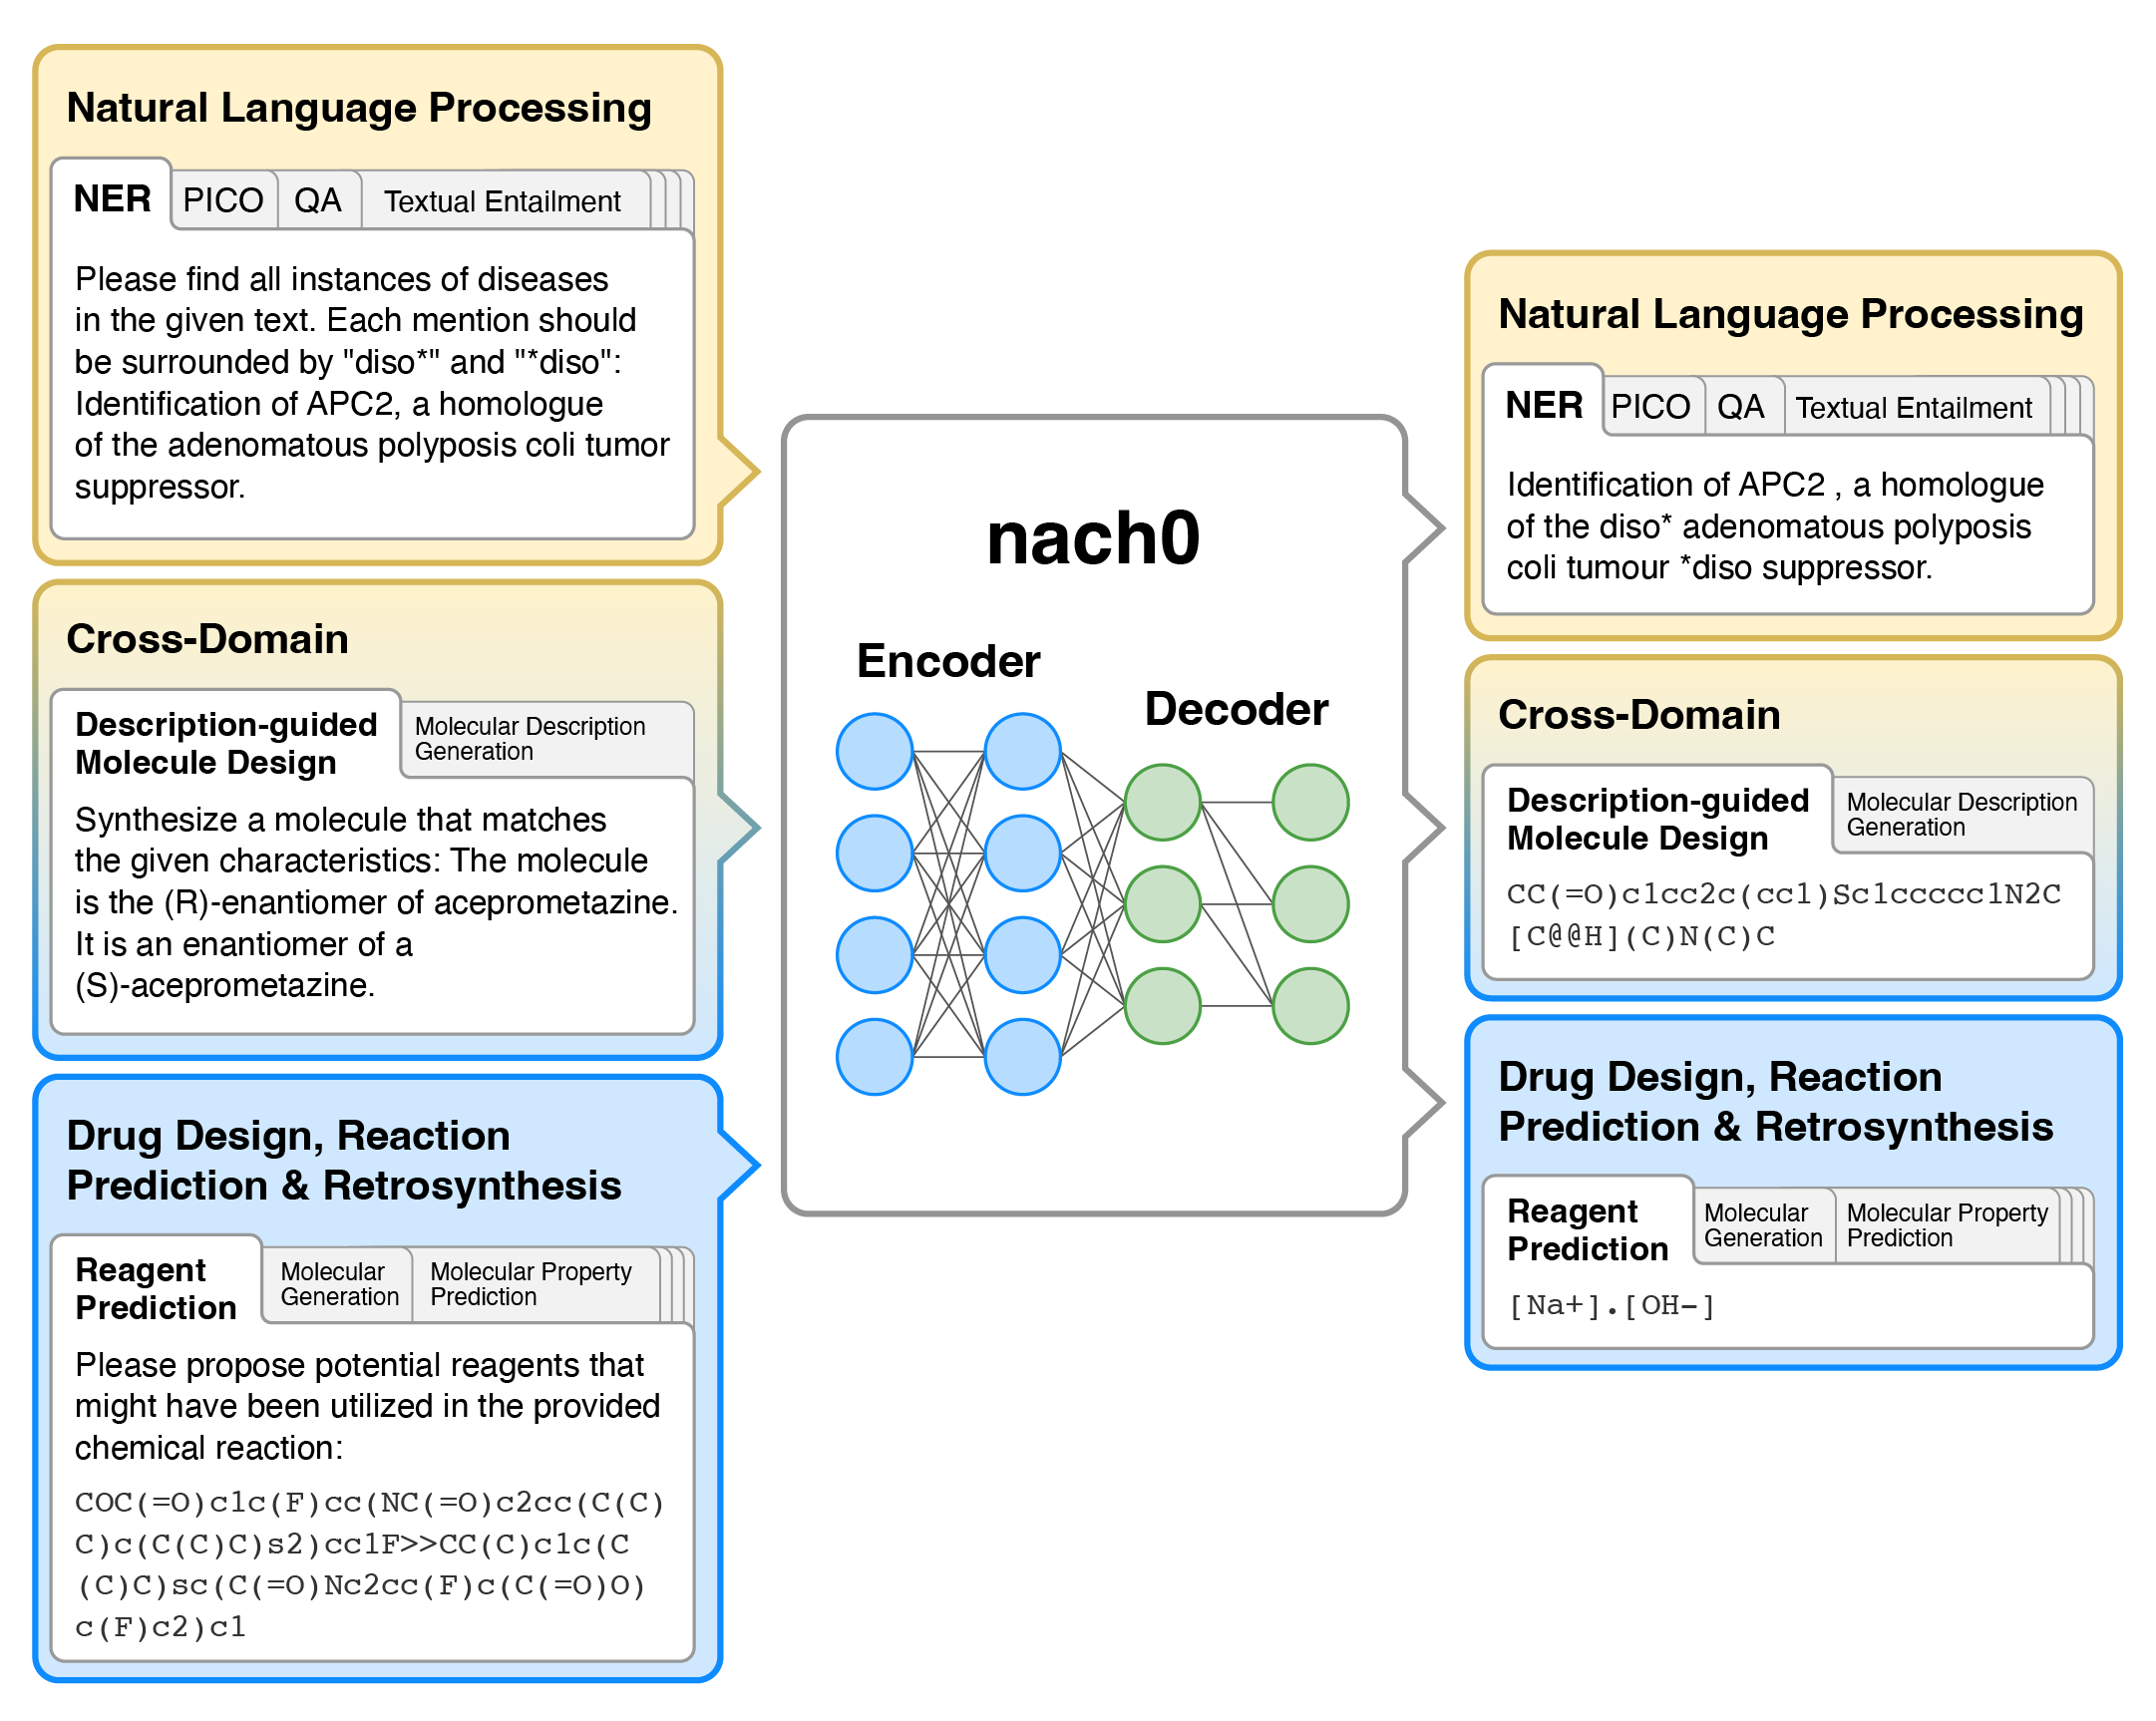 Natural Language Processing
NER PICO QA Textual Entailment
Please find all instances of diseases
in the given text. Each mention should
be surrounded by "diso*" and "*diso":
Identification of APC2, a homologue
of the adenomatous polyposis coli tumor
suppressor.
Cross-Domain
Description-guided
Molecule Design
Molecular Description
Generation
Synthesize a molecule that matches
the given characteristics: The molecule
is the (R)-enantiomer of aceprometazine.
It is an enantiomer of a
(S)-aceprometazine.
Drug Design, Reaction
Prediction & Retrosynthesis
Reagent
Prediction
Molecular
Generation
Molecular Property
Prediction
Please propose potential reagents that
might have been utilized in the provided
chemical reaction:
COC(=O)c1c(F)cc(NC(=O)c2cc(C(C)
C)c(C(C)C)s2)cc1F>>CC(C)c1c(C
(C)C)sc(C(=O)Nc2cc(F)c(C(=O)O)
c(F)c2)c1
nach0
Encoder
Decoder
Natural Language Processing
NER PICO QA Textual Entailment
Identification of APC2 , a homologue
of the diso* adenomatous polyposis
coli tumour *diso suppressor.
Cross-Domain
Description-guided
Molecule Design
Molecular Description
Generation
CC(=O)c1cc2c(cc1)Sc1ccccc1N2C
[C@@H](C)N(C)C
Drug Design, Reaction
Prediction & Retrosynthesis
Reagent
Prediction
Molecular
Generation
Molecular Property
Prediction
[Na+].[OH-]